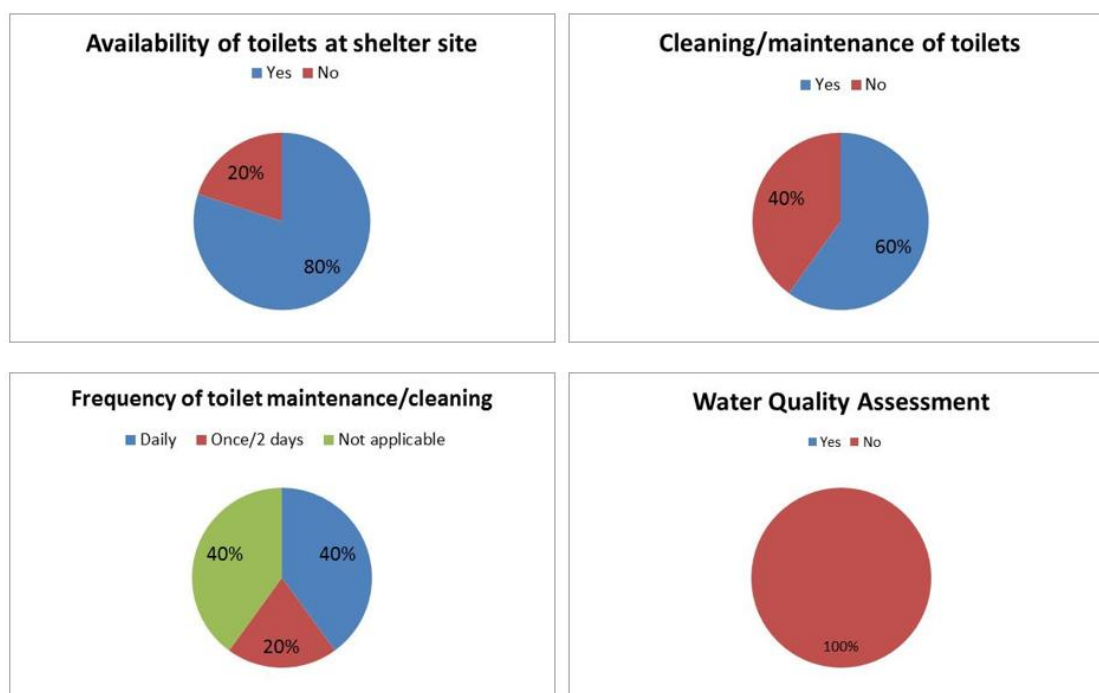 Availability of toilets at shelter site
Yes No
20%
80%
Cleaning/maintenance of toilets
Yes No
40%
60%
Frequency of toilet maintenance/cleaning
Daily Once/2 days Not applicable
40% 40%
20%
Water Quality Assessment
Yes No
100%